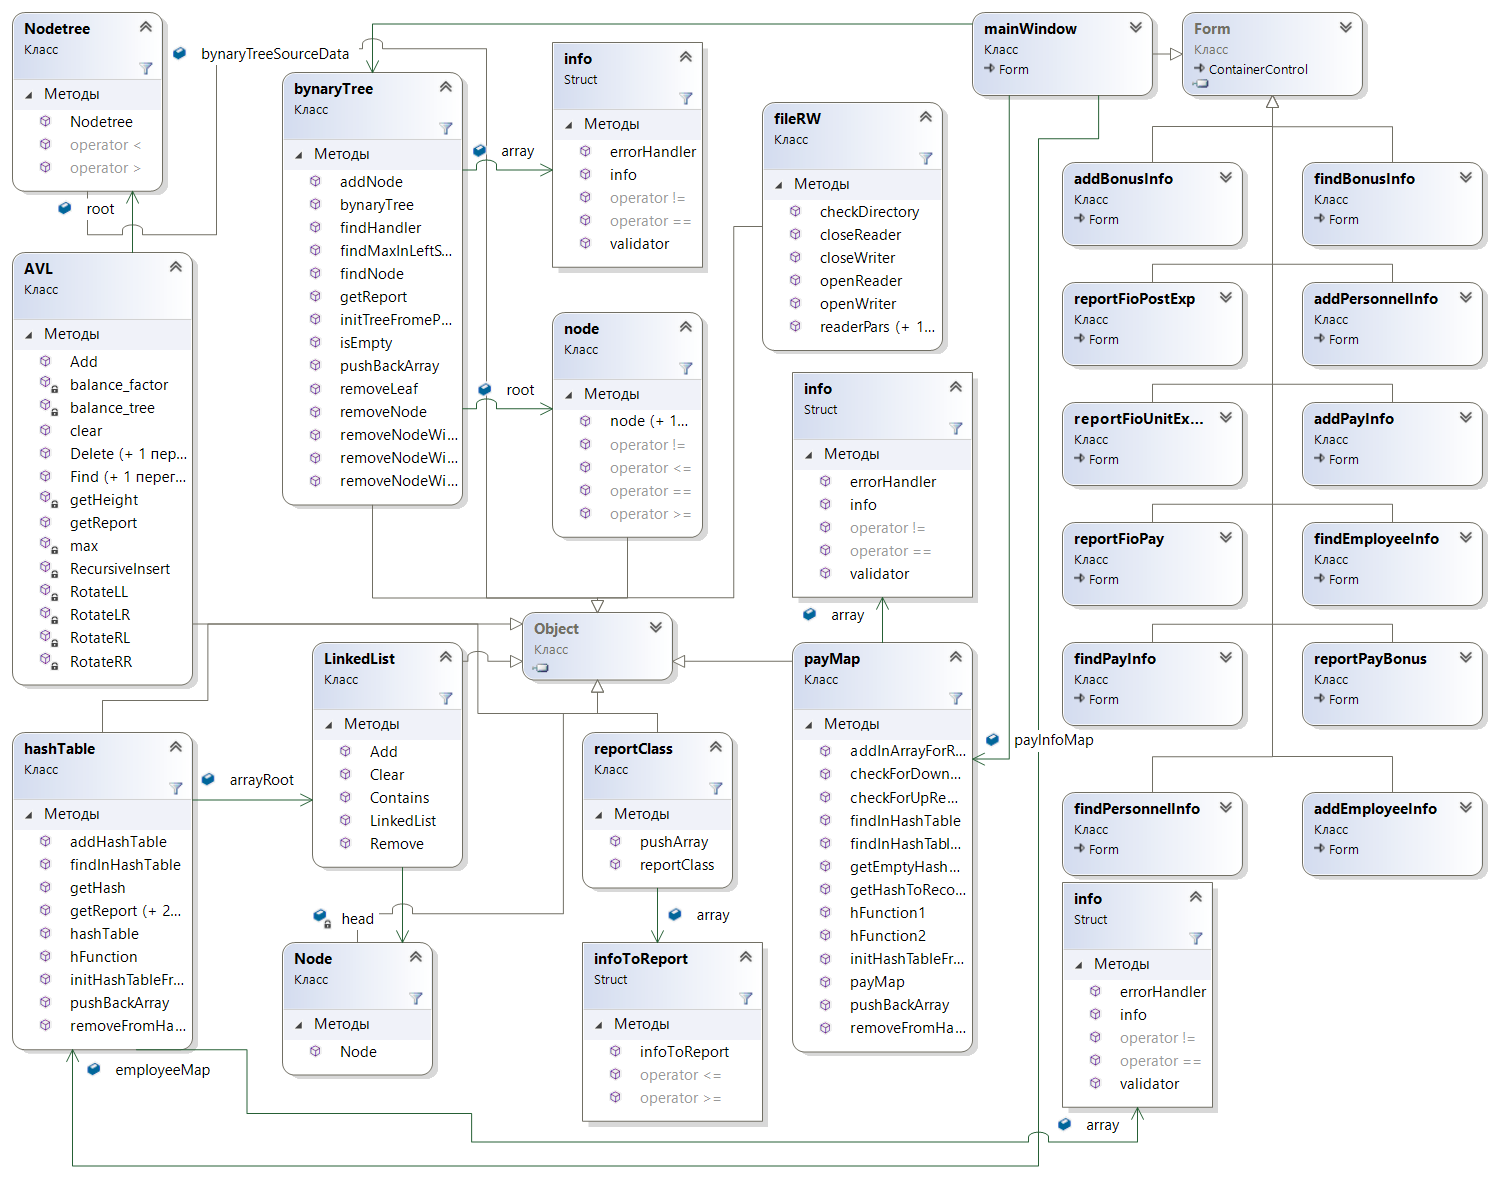 Nodetree
Класс
Методы
Nodetree
operator <
operator >
bynaryTreeSourceData
root
AVL
Класс
Методы
Add
balance_factor
balance_tree
clear
Delete (+ 1 пер...
Find (+ 1 перег...
getHeight
getReport
max
RecursiveInsert
RotateLL
RotateLR
RotateRL
RotateRR
bynaryTree
Класс
Методы
addNode
bynaryTree
findHandler
findMaxInLeftS...
findNode
getReport
initTreeFromeP...
isEmpty
pushBackArray
removeLeaf
removeNode
removeNodeWi...
removeNodeWi...
removeNodeWi...
array
info
Struct
Методы
errorHandler
info
operator !=
operator ==
validator
root
node
Класс
Методы
node (+ 1...
operator !=
operator <=
operator ==
operator >=
fileRW
Класс
Методы
checkDirectory
closeReader
closeWriter
openReader
openWriter
readerPars (+ 1...
info
Struct
Методы
errorHandler
info
operator !=
operator ==
validator
array
Object
Класс
hashTable
Класс
Методы
addHashTable
findInHashTable
getHash
getReport (+ 2...
hashTable
hFunction
initHashTableFr...
pushBackArray
removeFromHa...
employeeMap
arrayRoot
LinkedList
Класс
Методы
Add
Clear
Contains
LinkedList
Remove
head
Node
Класс
Методы
Node
reportClass
Класс
Методы
pushArray
reportClass
array
infoToReport
Struct
Методы
infoToReport
operator <=
operator >=
payMap
Класс
Методы
addInArrayForR...
checkForDown...
checkForUpRe...
findInHashTable
findInHashTabl...
getEmptyHash...
getHashToReco...
hFunction1
hFunction2
initHashTableFr...
payMap
pushBackArray
removeFromHa...
payInfoMap
mainWindow
Класс
Form
Form
Класс
ContainerControl
addBonusInfo
Класс
Form
findBonusInfo
Класс
Form
reportFioPostExp
Класс
Form
addPersonnelInfo
Класс
Form
reportFioUnitEx...
Класс
Form
addPayInfo
Класс
Form
reportFioPay
Класс
Form
findEmployeeInfo
Класс
Form
findPayInfo
Класс
Form
reportPayBonus
Класс
Form
findPersonnelInfo
Класс
Form
addEmployeeInfo
Класс
Form
info
Struct
Методы
errorHandler
info
operator !=
operator ==
validator
array